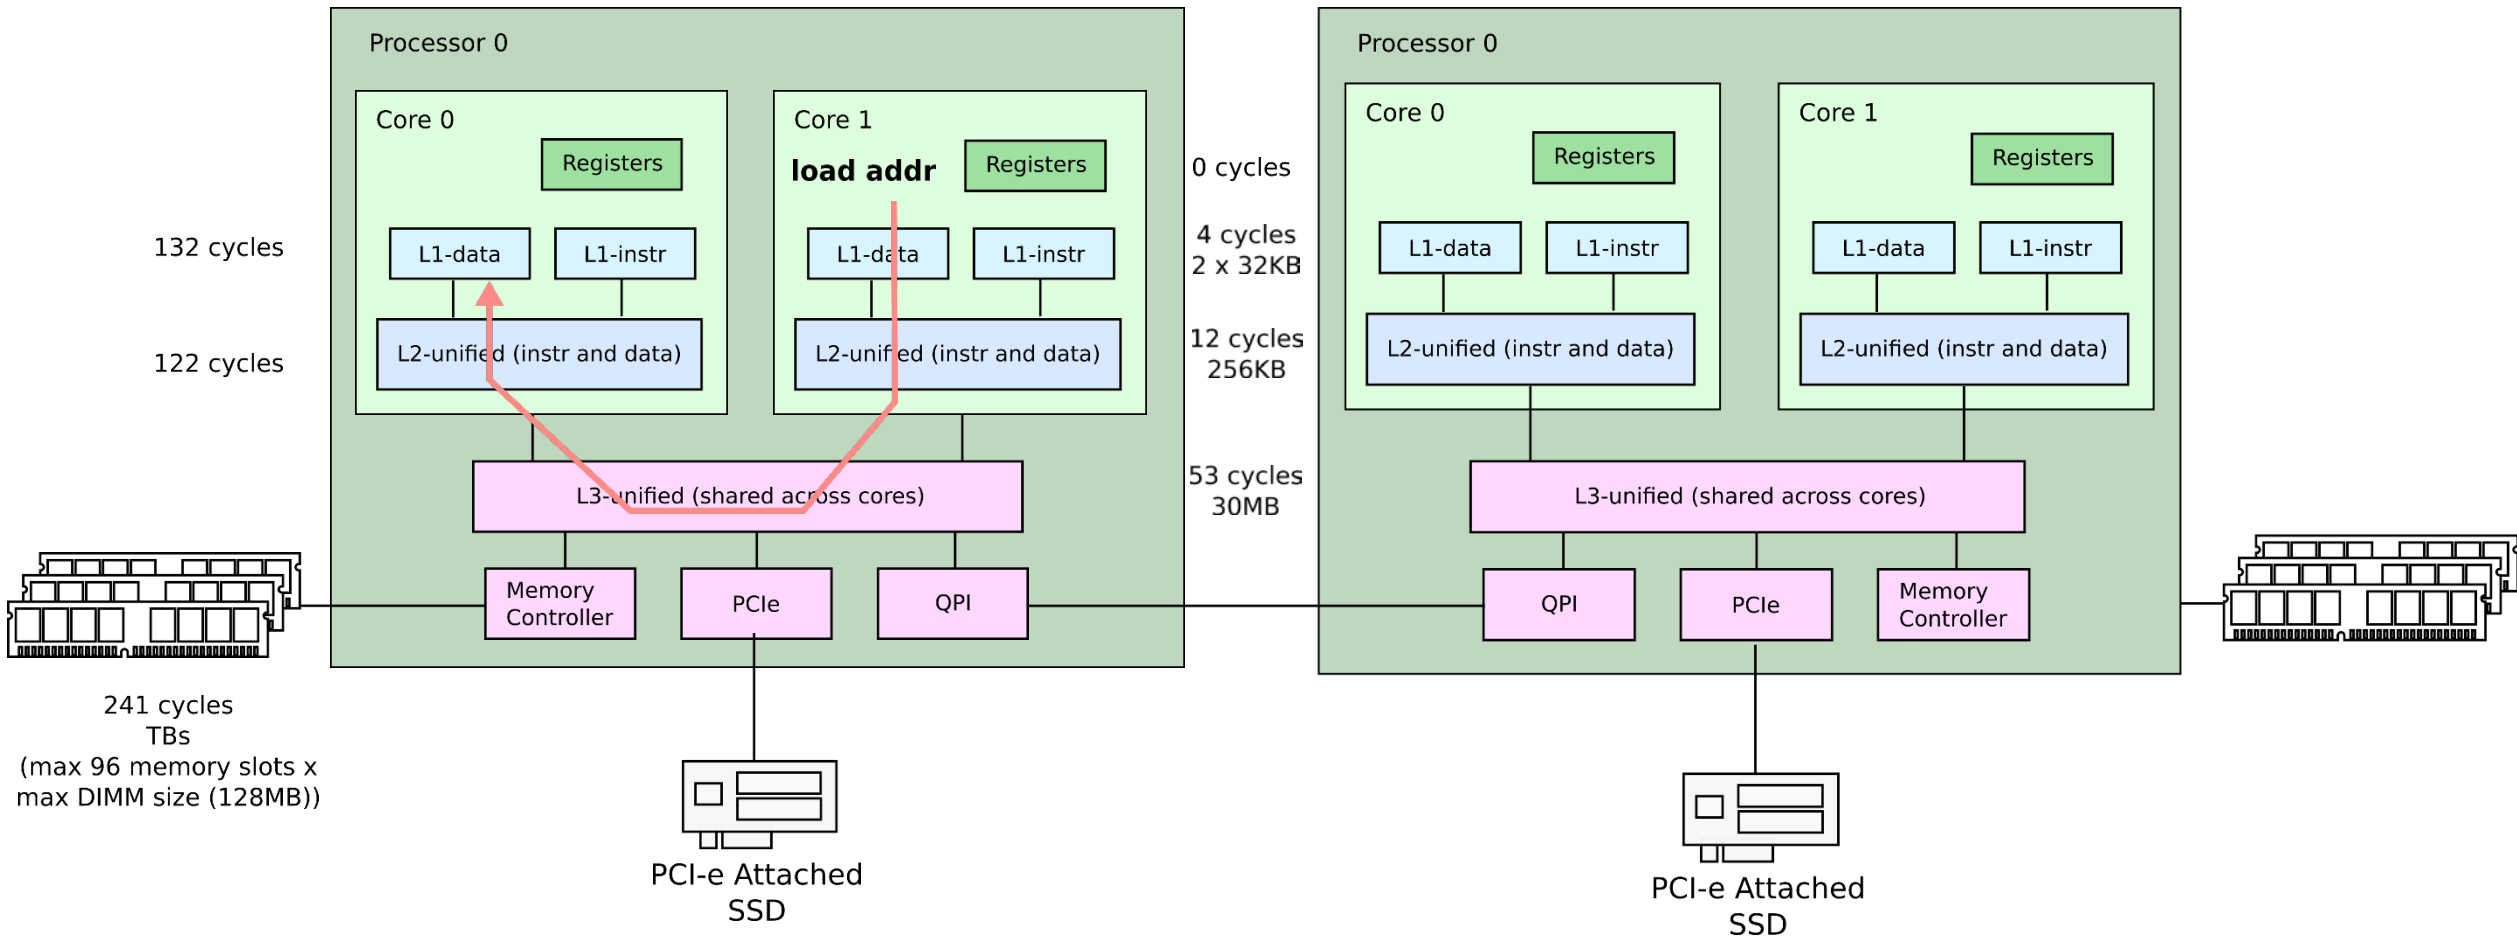 Processor 0
Core 0
Registers
L1-data
L1-instr
L2-unified (instr and data)
Core 1
load addr
Registers
L1-data
L1-instr
L2-unified (instr and data)
L3-unified (shared across cores)
Memory
Controller
PCIe
QPI
132 cycles
122 cycles
241 cycles
TBs
(max 96 memory slots x
max DIMM size (128MB))
PCI-e Attached
SSD
0 cycles
4 cycles
2 x 32KB
12 cycles
256KB
53 cycles
30MB
Processor 0
Core 0
Registers
L1-data
L1-instr
L2-unified (instr and data)
Core 1
Registers
L1-data
L1-instr
L2-unified (instr and data)
L3-unified (shared across cores)
QPI
PCIe
Memory
Controller
PCI-e Attached
SSD